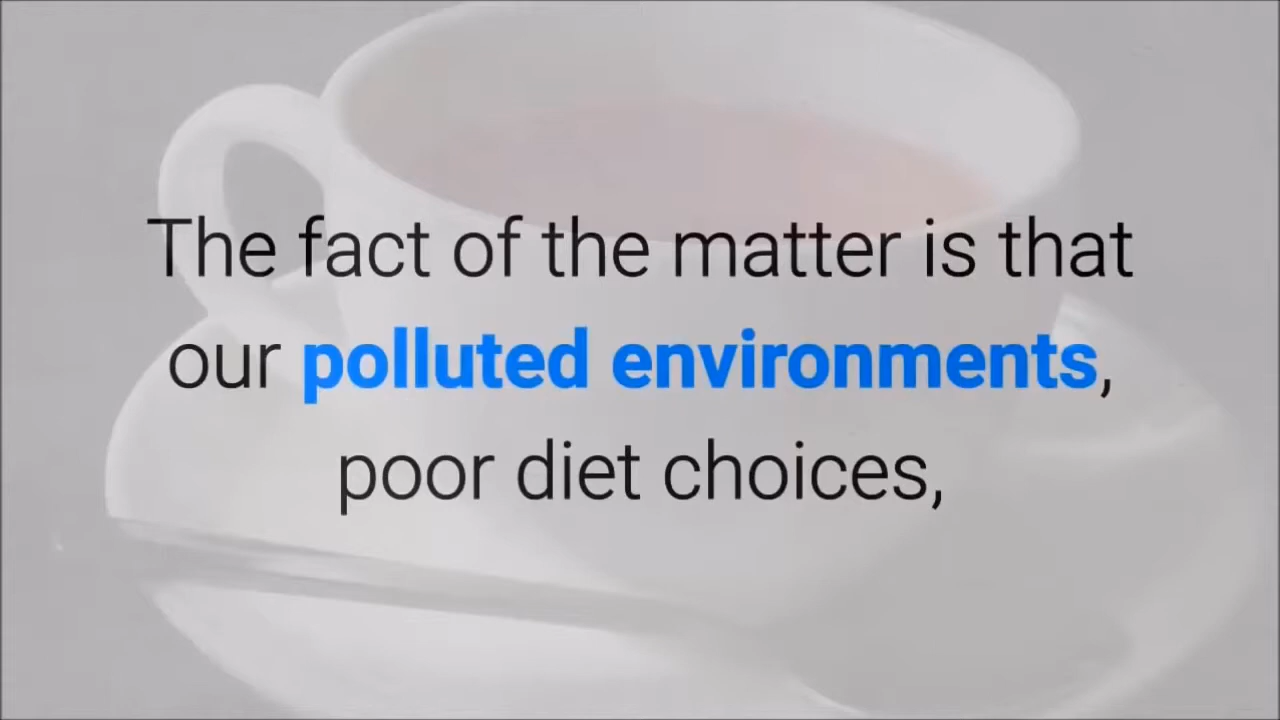 The fact of the matter is that
our polluted environments,
poor diet choices,